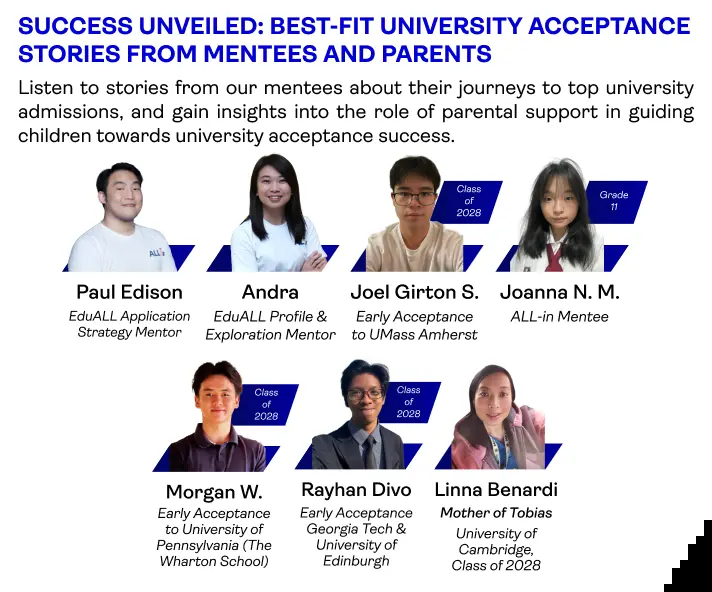 SUCCESS UNVEILED: BEST-FIT UNIVERSITY ACCEPTANCE
STORIES FROM MENTEES AND PARENTS
Listen to stories from our mentees about their journeys to top university
admissions, and gain insights into the role of parental support in guiding
children towards university acceptance success.
Class
of
2028
Grade
11
Paul Edison
EduALL Application
Strategy Mentor
Andra
EduALL Profile &
Exploration Mentor
Joel Girton S.
Early Acceptance
to UMass Amherst
Joanna N. M.
ALL-in Mentee
Class
of
2028
Class
of
2028
Morgan W.
Early Acceptance
to University of
Pennsylvania (The
Wharton School)
Rayhan Divo
Early Acceptance
Georgia Tech &
University of
Edinburgh
Linna Benardi
Mother of Tobias
University of
Cambridge,
Class of 2028